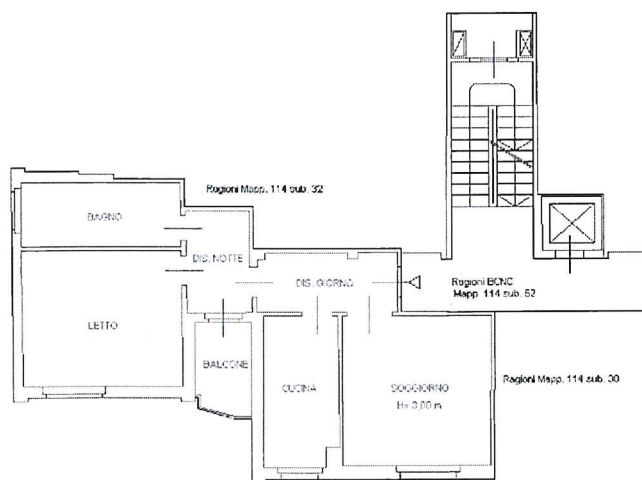 Ragioni Mapp. 114 sub. 32
BAGNO
DIS. NOTTE
DIS. GIORNO
Ragioni BCNC
Mapp. 114 sub. 52
LETTO
BALCONE
CUCINA
SOGGIORNO
H= 3,00 m.
Ragioni Mapp. 114 sub. 30